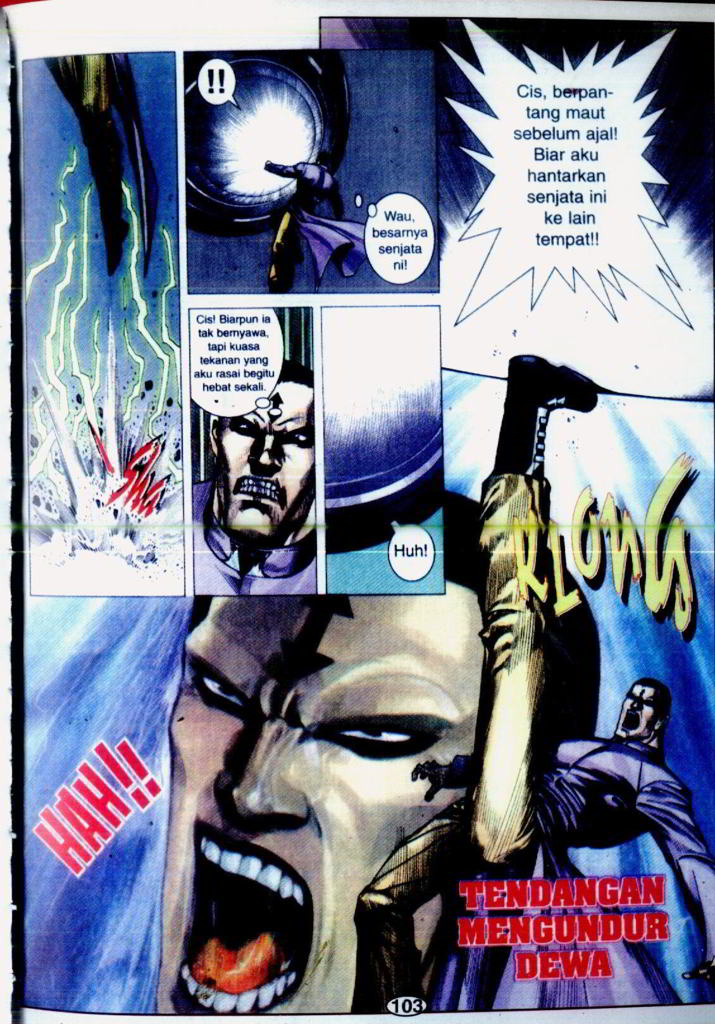 !!
Wau,
besarnya
senjata
ni!
Cis, berpan-
tang maut
sebelum ajal!
Biar aku
hantarkan
senjata ini
ke lain
tempat!!
Cis! Biarpun ia
tak bernyawa,
tapi kuasa
tekanan yang
aku rasai begitu
hebat sekali.
Huh!
KLONG
HAH!!
TENDANGAN
MENGUNDUR
DEWA
103